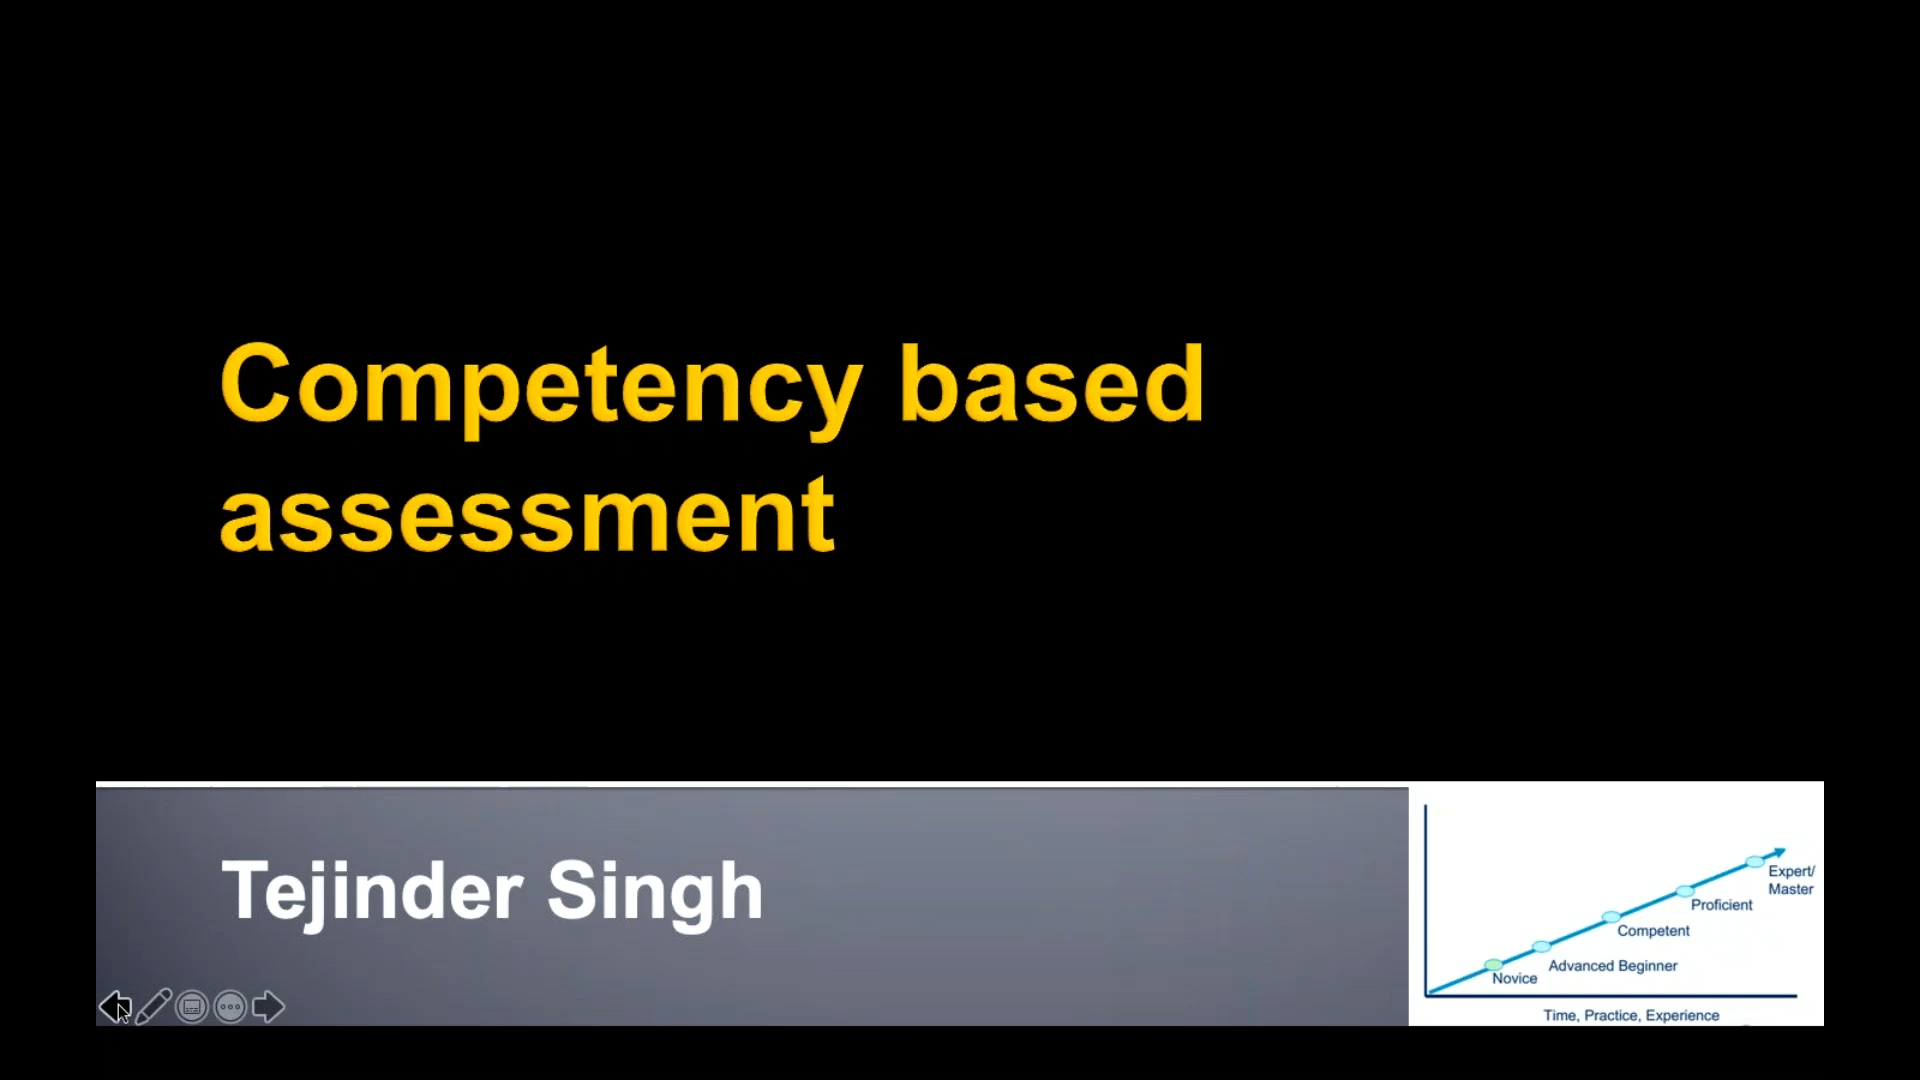 Competency based
assessment
Tejinder Singh
Expert/
Master
Proficient
Competent
Advanced Beginner
Novice
Time, Practice, Experience